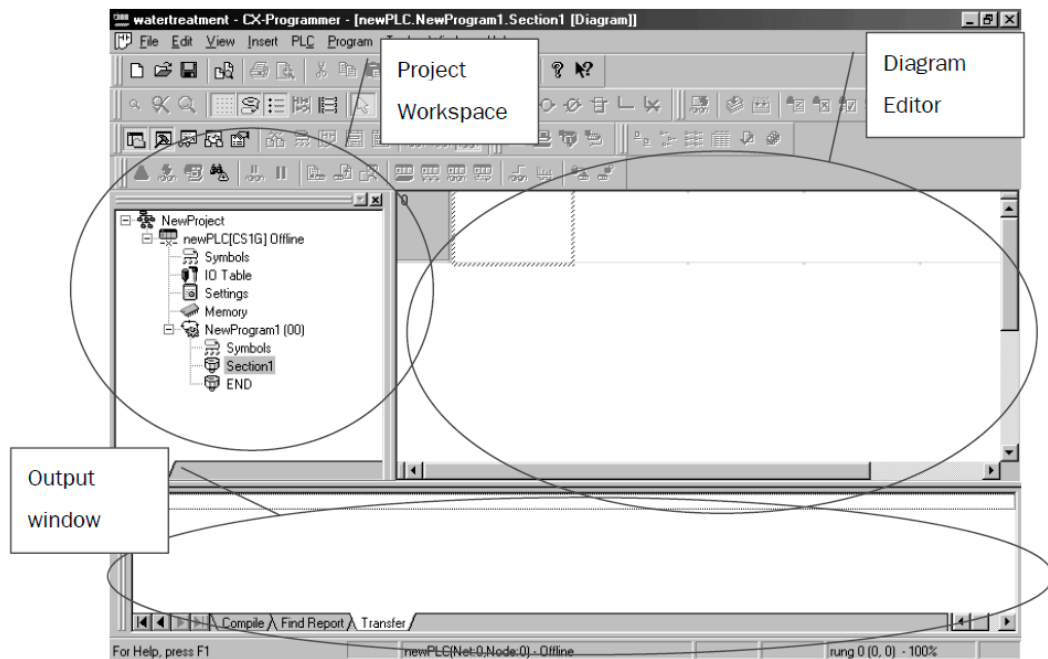 watertreatment - CX-Programmer - [newPLC.NewProgram1.Section1 [Diagram]]
File Edit View Insert PLC Program
Project
Workspace
Diagram
Editor
0
NewProject
newPLC[CS1G] Offline
Symbols
IO Table
Settings
Memory
NewProgram1 (00)
Symbols
Section1
END
Output
window
Compile Find Report Transfer
For Help, press F1 newPLC(Net:0,Node:0) - Offline rung 0 (0, 0) - 100%